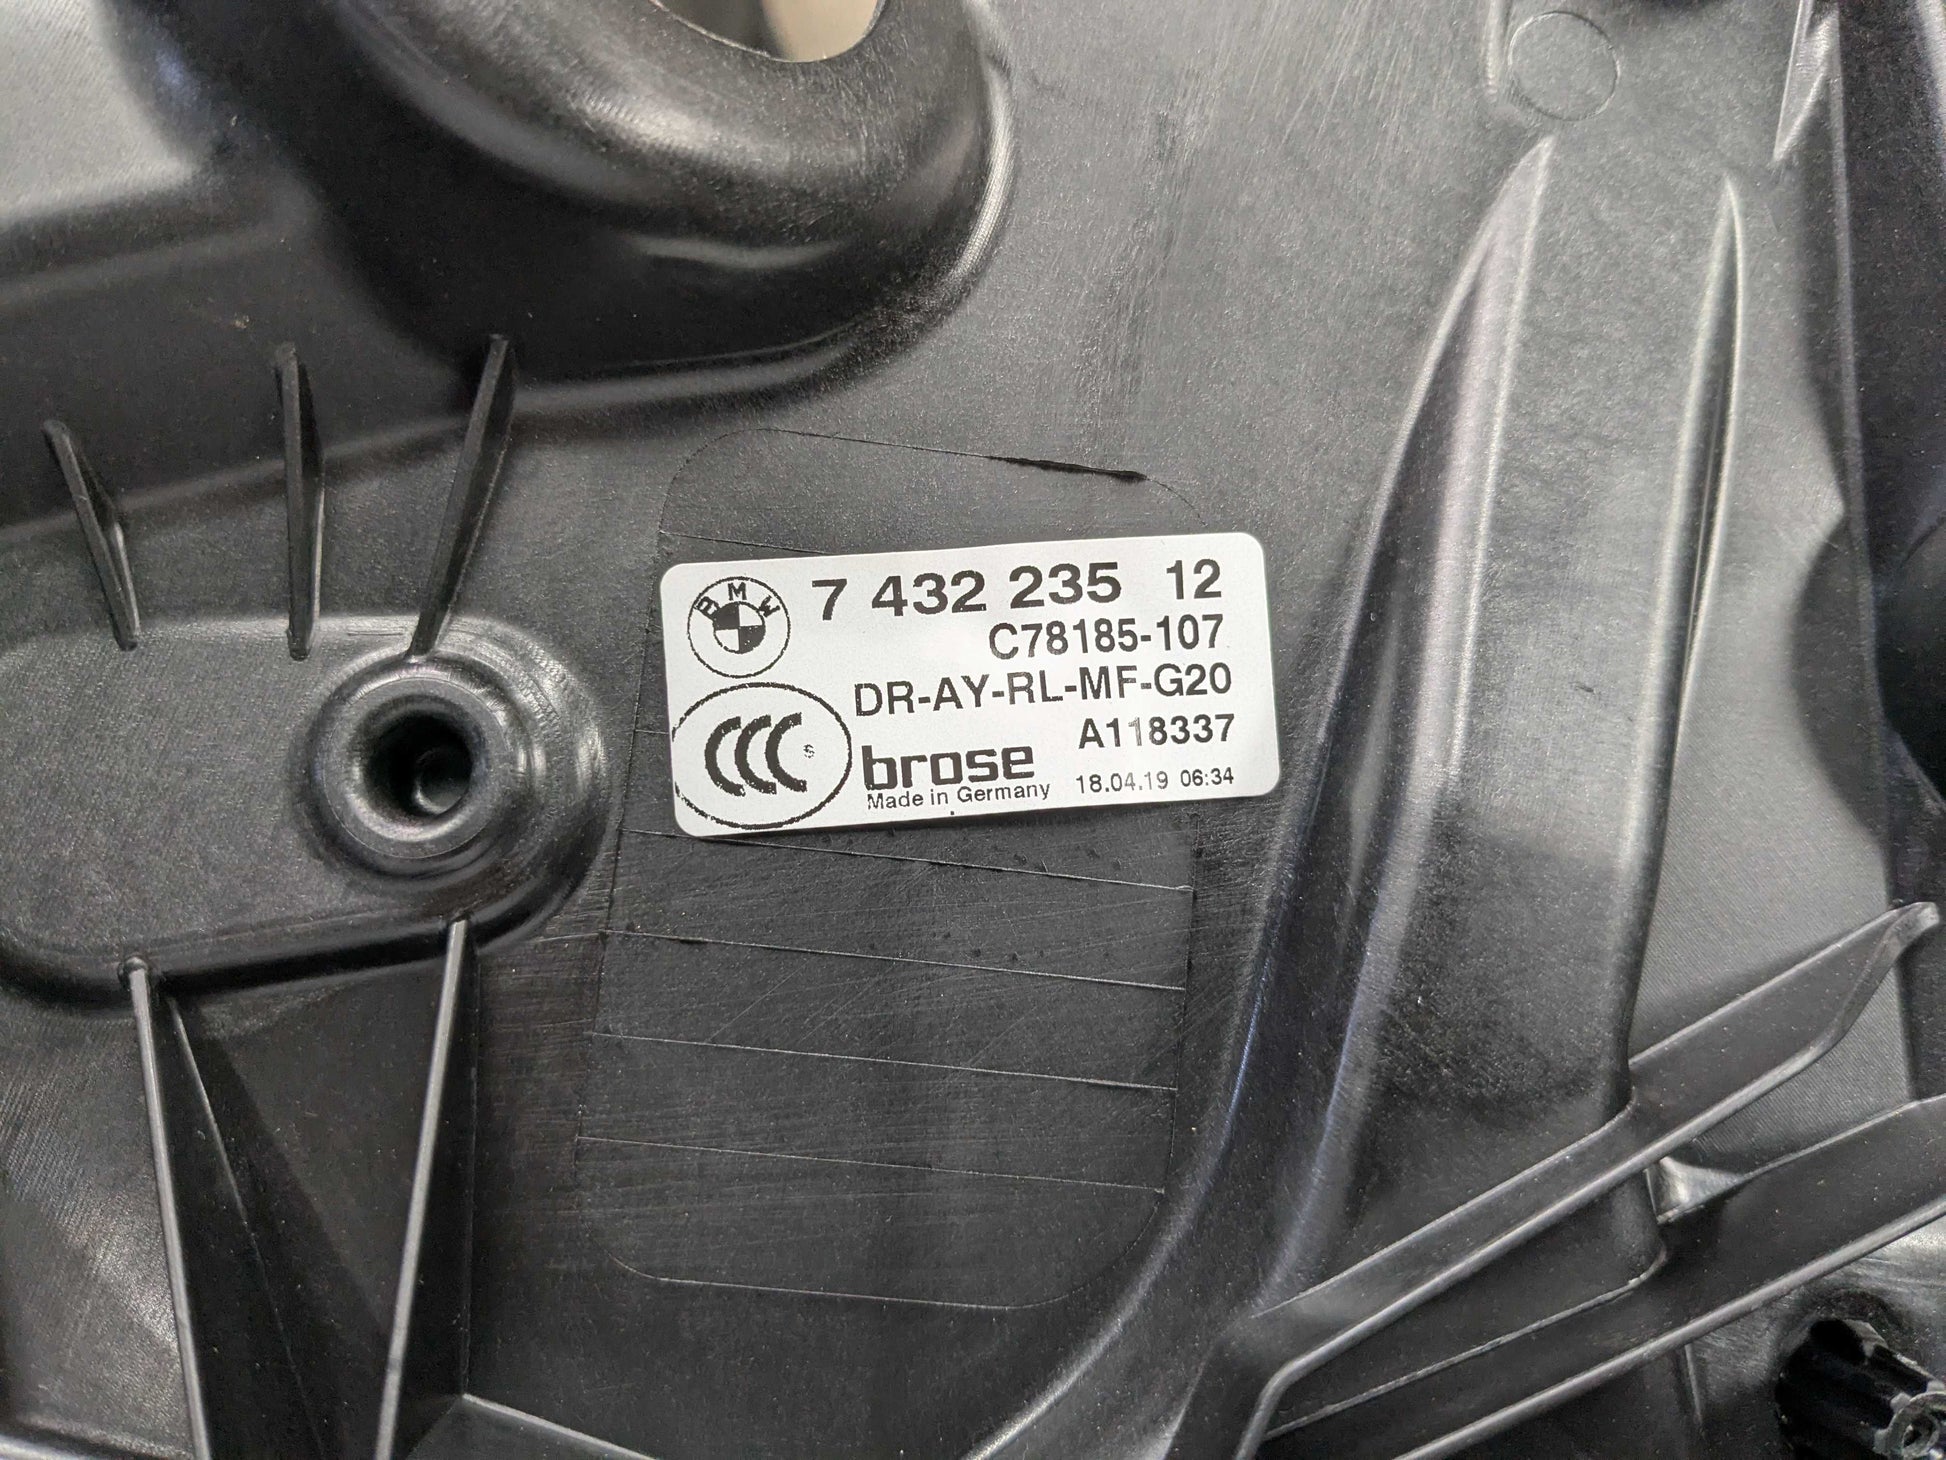 BMW 7 432 235 12
C78185-107
DR-AY-RL-MF-G20
A118337
CCC S brose
Made in Germany 18.04.19 06:34